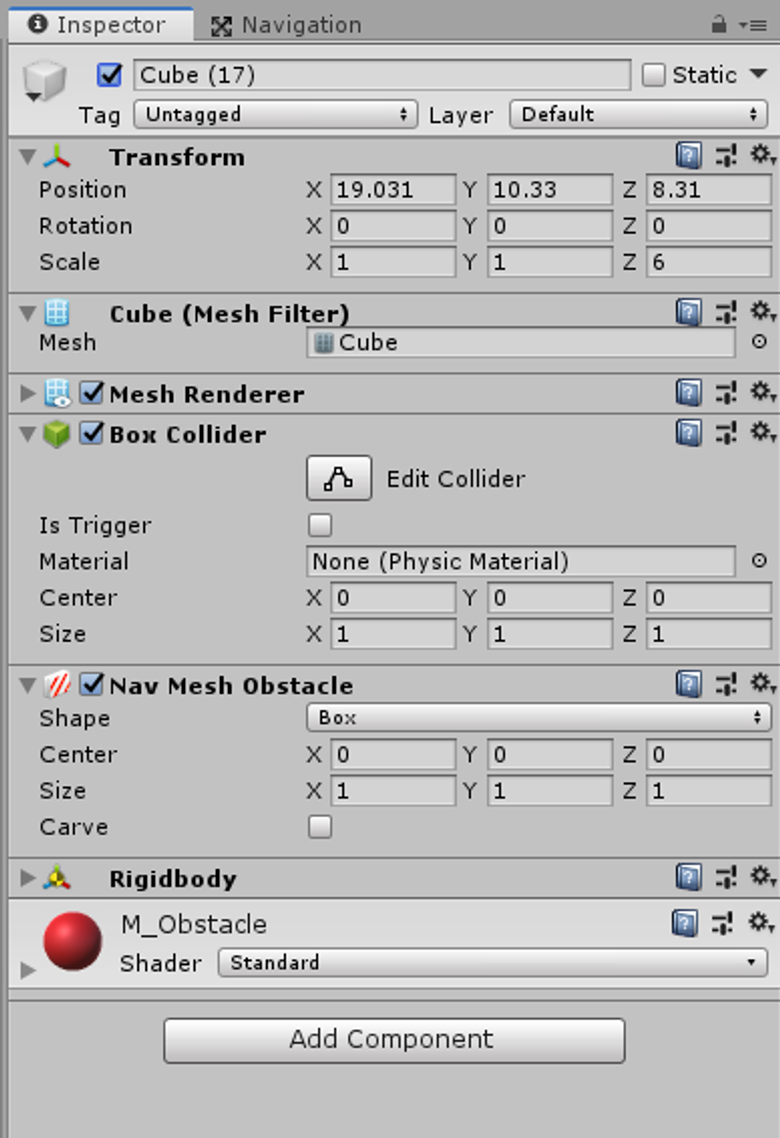 Inspector Navigation
Cube (17) Static
Tag Untagged Layer Default
Transform
Position X 19.031 Y 10.33 Z 8.31
Rotation X 0 Y 0 Z 0
Scale X 1 Y 1 Z 6
Cube (Mesh Filter)
Mesh Cube
Mesh Renderer
Box Collider
Edit Collider
Is Trigger
Material None (Physic Material)
Center X 0 Y 0 Z 0
Size X 1 Y 1 Z 1
Nav Mesh Obstacle
Shape Box
Center X 0 Y 0 Z 0
Size X 1 Y 1 Z 1
Carve
Rigidbody
M_Obstacle
Shader Standard
Add Component